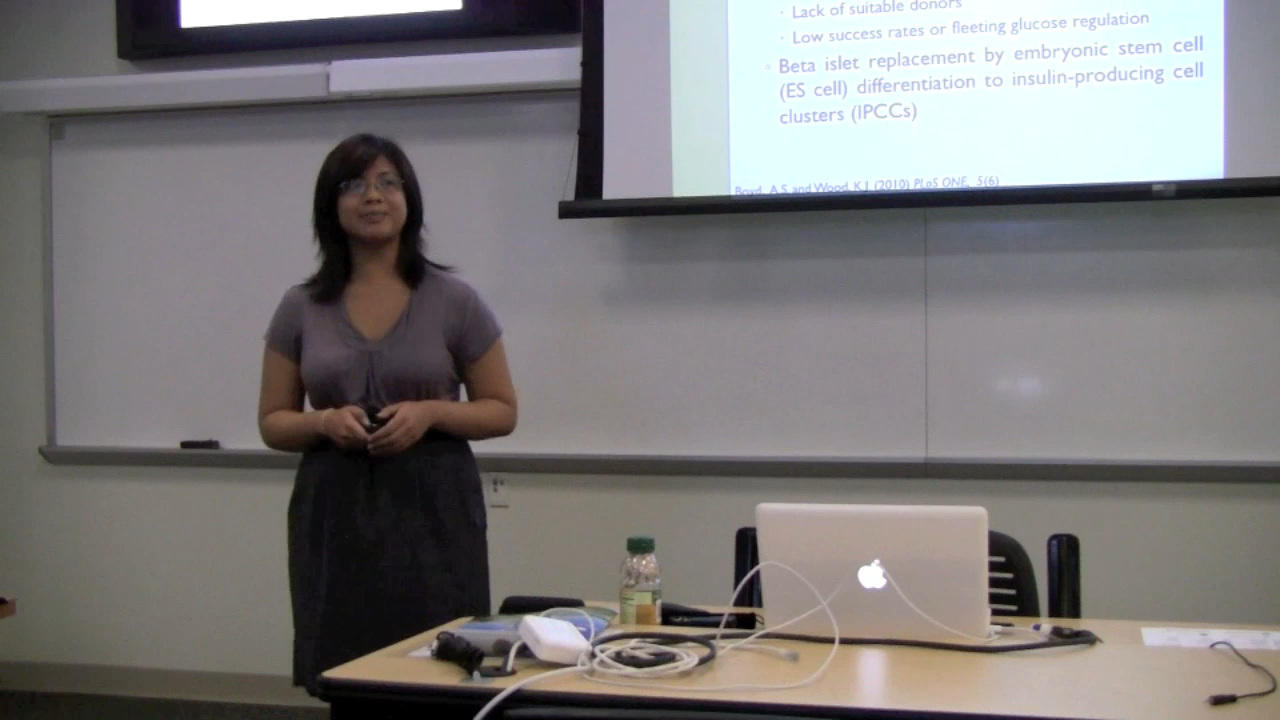 · Lack of suitable donors
· Low success rates or fleeting glucose regulation
Beta islet replacement by embryonic stem cell
(ES cell) differentiation to insulin-producing cell
clusters (IPCCs)
Boyd, A.S. and Wood, K.J. (2010) PLoS ONE, 5(6)